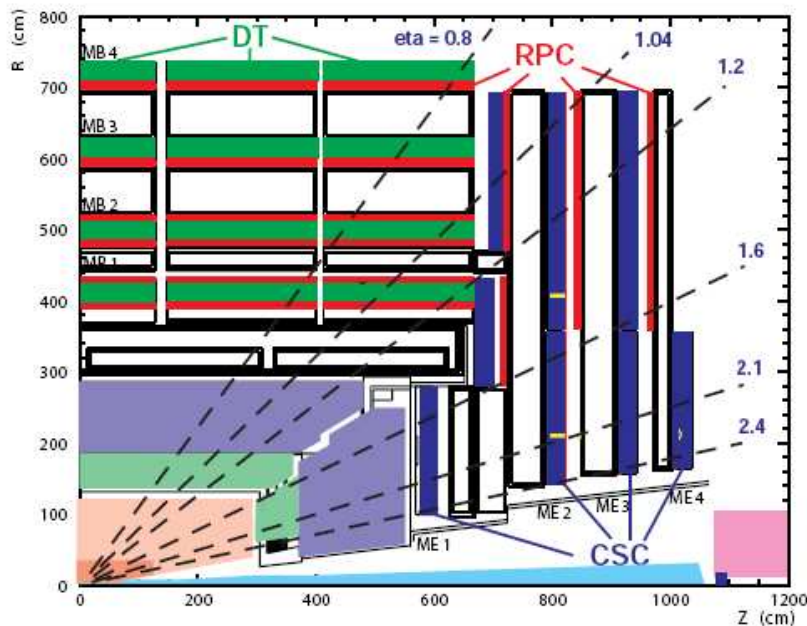 R (cm)
800
700
600
500
400
300
200
100
0
MB 4
MB 3
MB 2
MB 1
DT
eta = 0.8
1.04
1.2
RPC
1.6
2.1
2.4
ME 1
ME 2
ME 3
ME 4
CSC
0
200
400
600
800
1000
1200
Z (cm)